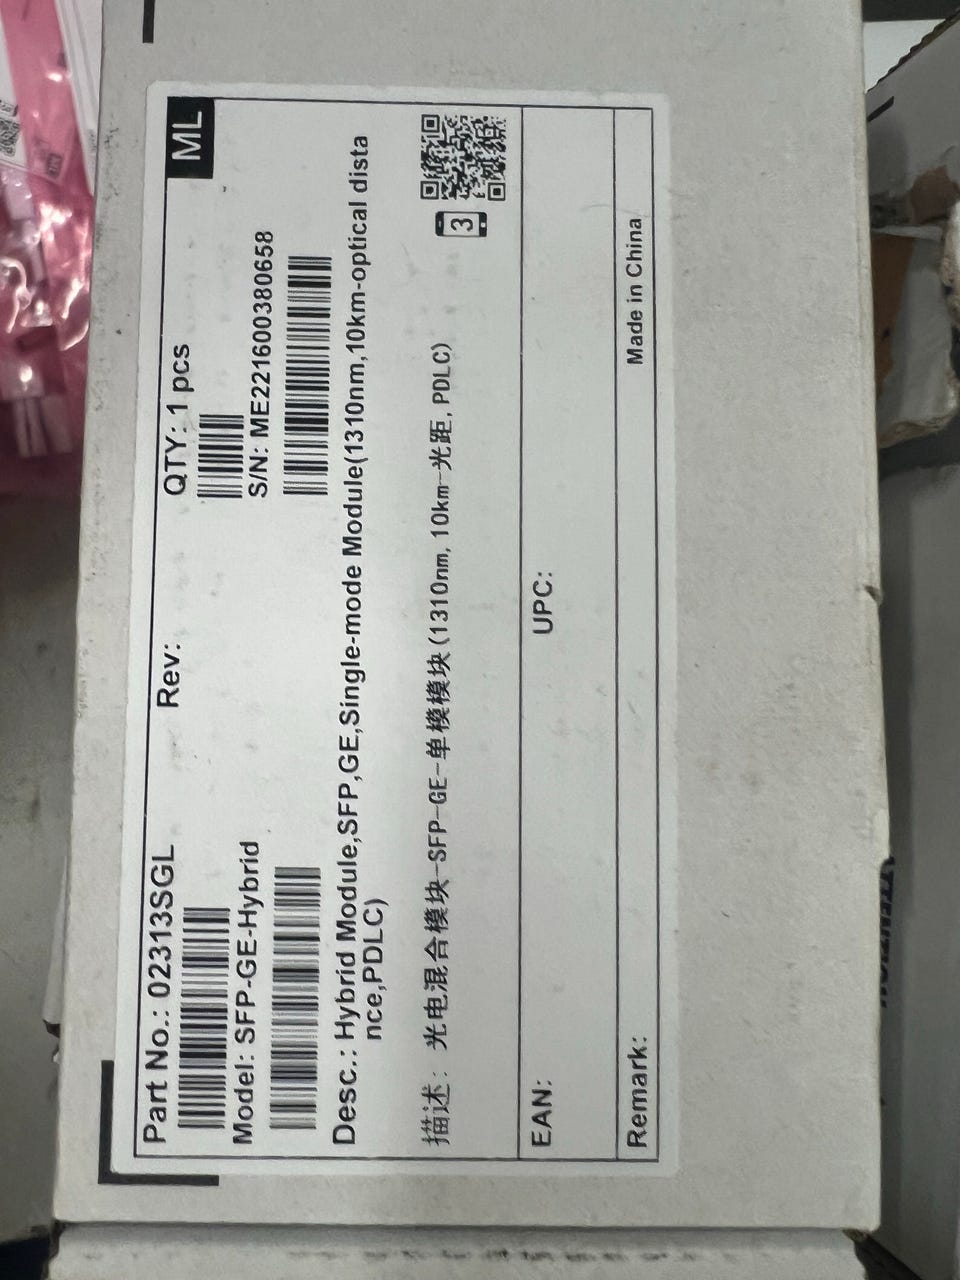 ML
Part No.: 02313SGL Rev: QTY: 1 pcs
Model: SFP-GE-Hybrid S/N: ME221600380658
Desc.: Hybrid Module,SFP,GE,Single-mode Module(1310nm,10km-optical dista
nce,PDLC)
3
描述: 光电混合模块-SFP-GE-单模模块(1310nm, 10km-光距, PDLC)
EAN: UPC:
Remark: Made in China